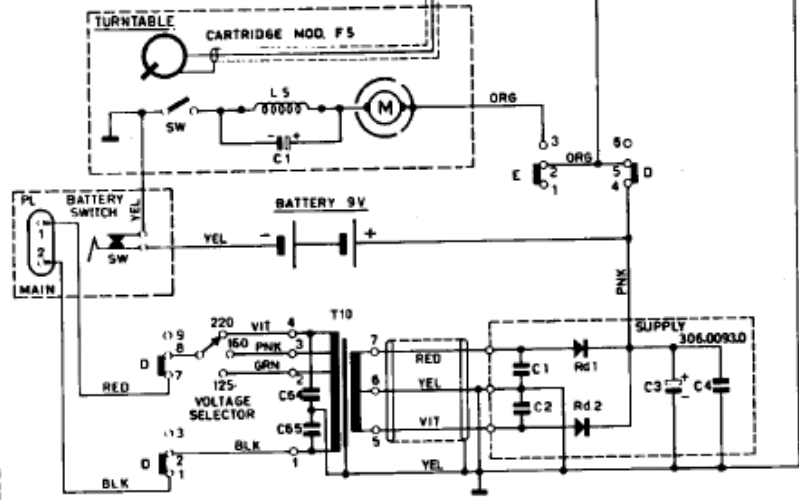 TURNTABLE
CARTRIDGE MOD. F5
L5
SW
M
ORG
- +
C1
3
6
ORG
E 2 5 D
1 4
PL
BATTERY
SWITCH
YEL
BATTERY 9V
1
2
SW
YEL
- +
MAIN
PNK
T10
SUPPLY
306.0093.0
220
VIT 4
9
8
160
PNK 3
D
7
GRN
2
125
VOLTAGE
SELECTOR
RED
7
RED
C1
Rd1
6
YEL
C3 +
-
C4
C64
C2
Rd2
C65
VIT
5
3
D 2
1
BLK
1
BLK
YEL